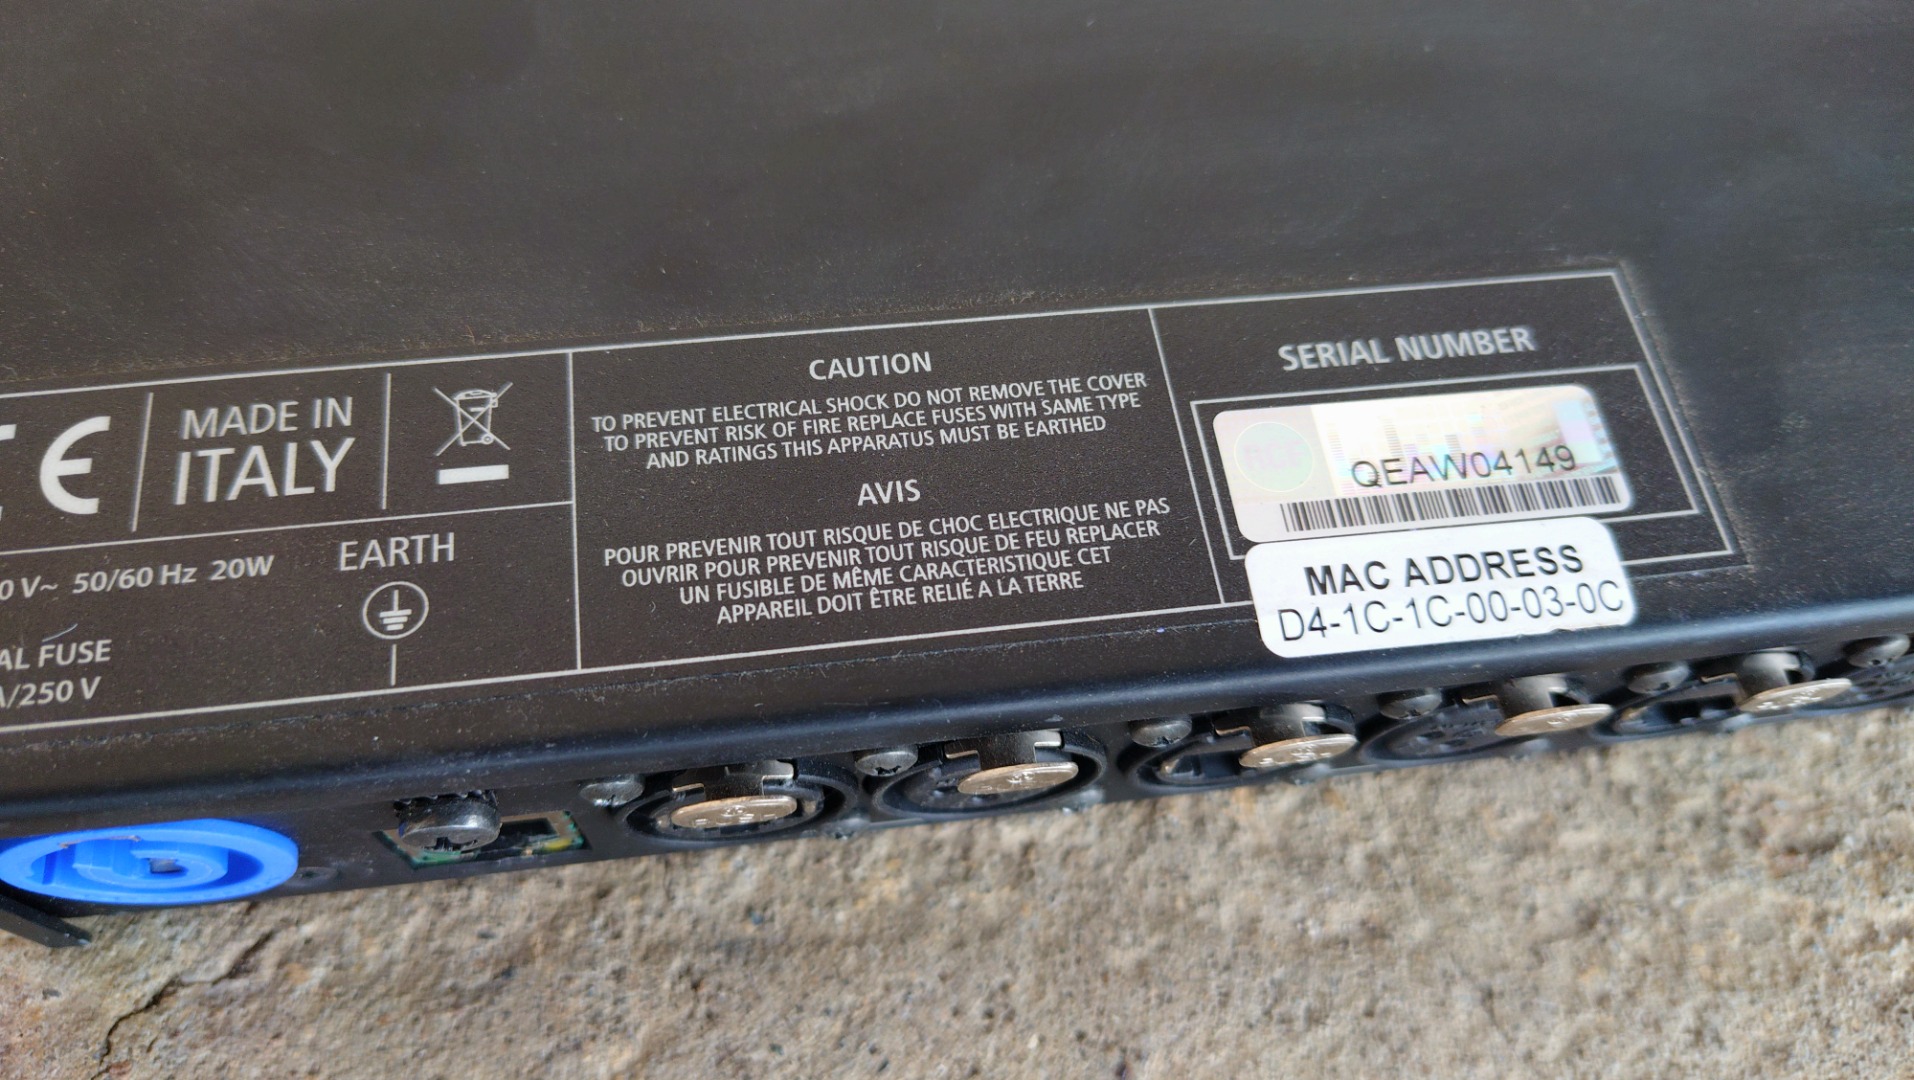 CE
MADE IN
ITALY
0 V~ 50/60 Hz 20W
EARTH
AL FUSE
A/250 V
CAUTION
TO PREVENT ELECTRICAL SHOCK DO NOT REMOVE THE COVER
TO PREVENT RISK OF FIRE REPLACE FUSES WITH SAME TYPE
AND RATINGS THIS APPARATUS MUST BE EARTHED
AVIS
POUR PREVENIR TOUT RISQUE DE CHOC ELECTRIQUE NE PAS
OUVRIR POUR PREVENIR TOUT RISQUE DE FEU REPLACER
UN FUSIBLE DE MÊME CARACTERISTIQUE CET
APPAREIL DOIT ÊTRE RELIÉ A LA TERRE
SERIAL NUMBER
RCF
QEAW04149
MAC ADDRESS
D4-1C-1C-00-03-0C